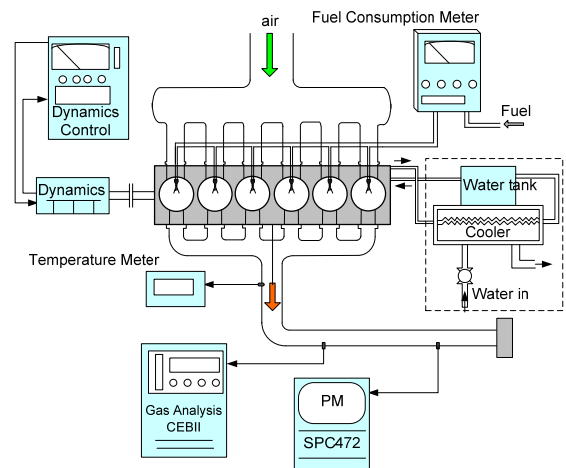 air
Fuel Consumption Meter
Dynamics
Control
Fuel
Dynamics
Water tank
Cooler
Temperature Meter
Water in
Gas Analysis
CEBII
PM
SPC472